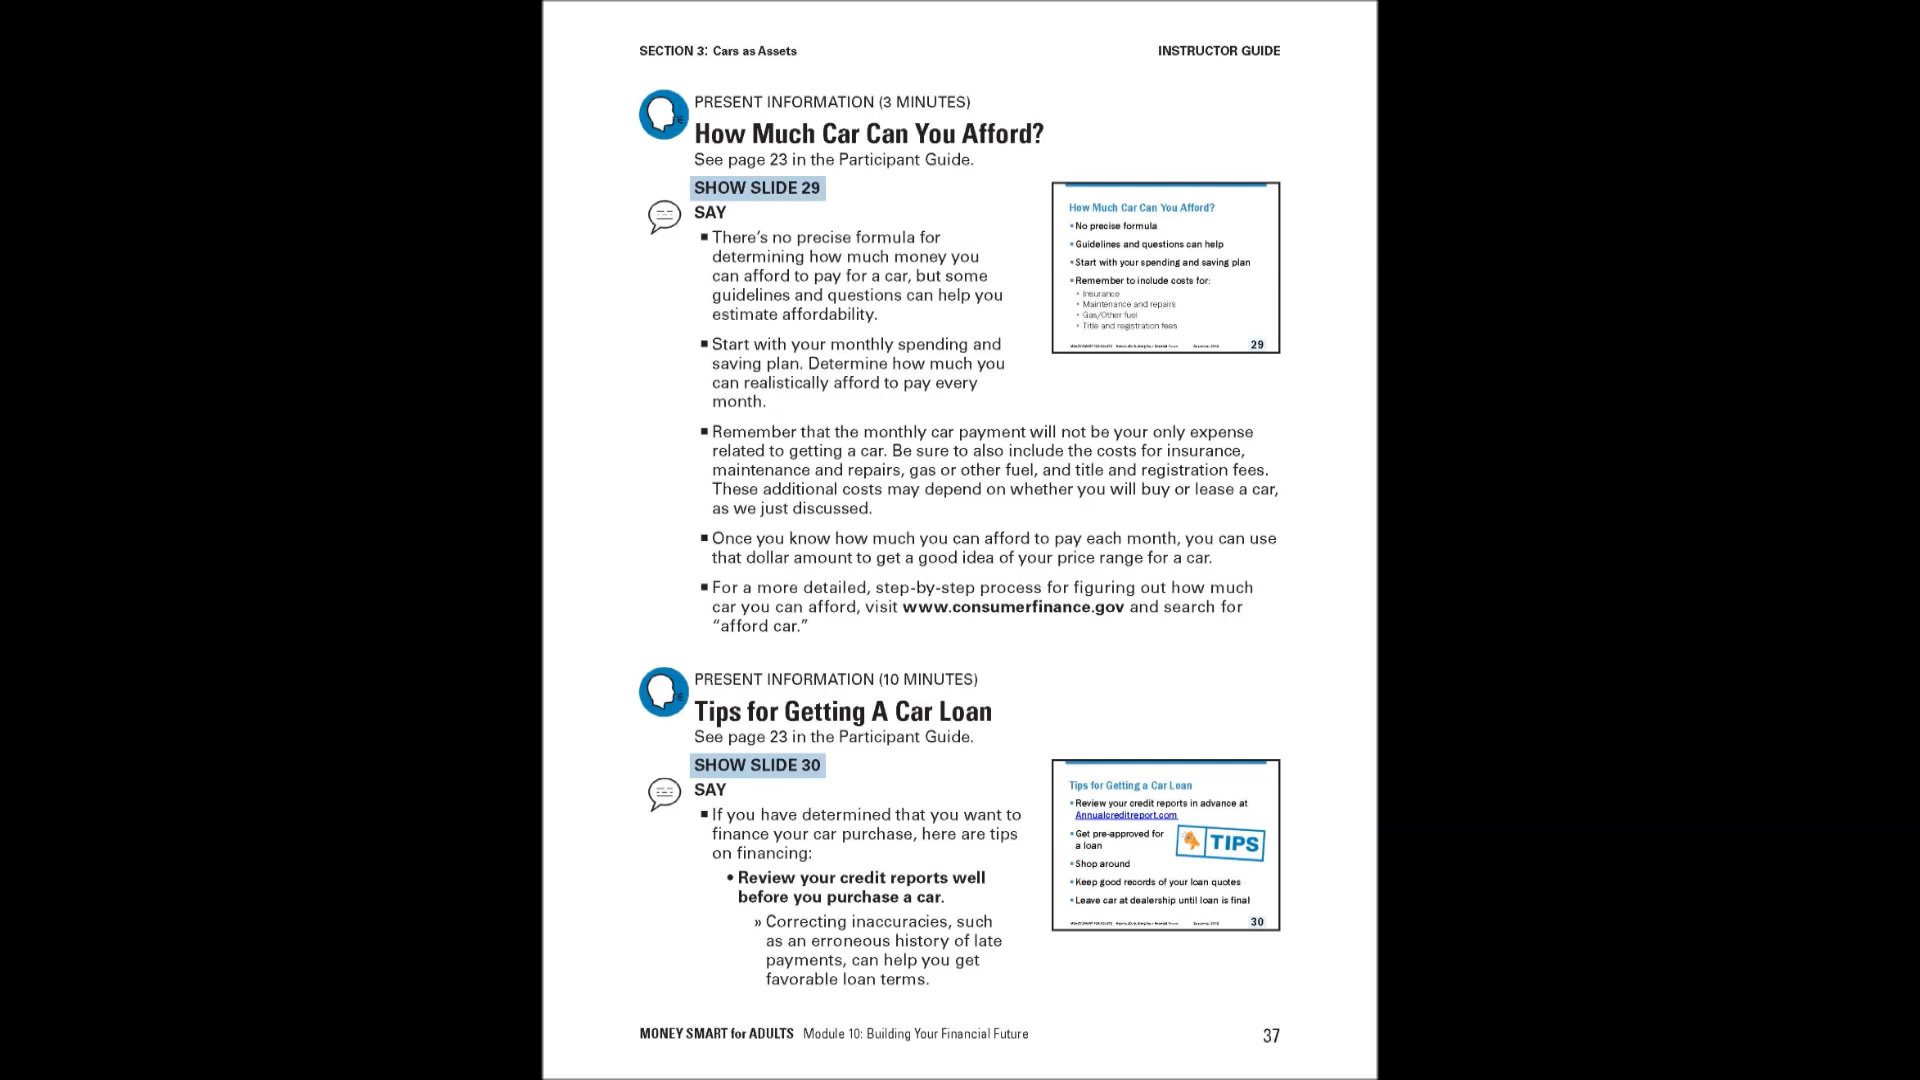 SECTION 3: Cars as Assets
INSTRUCTOR GUIDE
PRESENT INFORMATION (3 MINUTES)
How Much Car Can You Afford?
See page 23 in the Participant Guide.
SHOW SLIDE 29
SAY
▪ There's no precise formula for
determining how much money you
can afford to pay for a car, but some
guidelines and questions can help you
estimate affordability.
▪ Start with your monthly spending and
saving plan. Determine how much you
can realistically afford to pay every
month.
How Much Car Can You Afford?
• No precise formula
• Guidelines and questions can help
• Start with your spending and saving plan
• Remember to include costs for:
• Insurance
• Maintenance and repairs
• Gas/Other fuel
• Title and registration fees
29
▪ Remember that the monthly car payment will not be your only expense
related to getting a car. Be sure to also include the costs for insurance,
maintenance and repairs, gas or other fuel, and title and registration fees.
These additional costs may depend on whether you will buy or lease a car,
as we just discussed.
▪ Once you know how much you can afford to pay each month, you can use
that dollar amount to get a good idea of your price range for a car.
▪ For a more detailed, step-by-step process for figuring out how much
car you can afford, visit www.consumerfinance.gov and search for
“afford car.”
PRESENT INFORMATION (10 MINUTES)
Tips for Getting A Car Loan
See page 23 in the Participant Guide.
SHOW SLIDE 30
SAY
▪ If you have determined that you want to
finance your car purchase, here are tips
on financing:
• Review your credit reports well
before you purchase a car.
» Correcting inaccuracies, such
as an erroneous history of late
payments, can help you get
favorable loan terms.
Tips for Getting a Car Loan
• Review your credit reports in advance at
Annualcreditreport.com
• Get pre-approved for
a loan
TIPS
• Shop around
• Keep good records of your loan quotes
• Leave car at dealership until loan is final
30
MONEY SMART for ADULTS Module 10: Building Your Financial Future
37